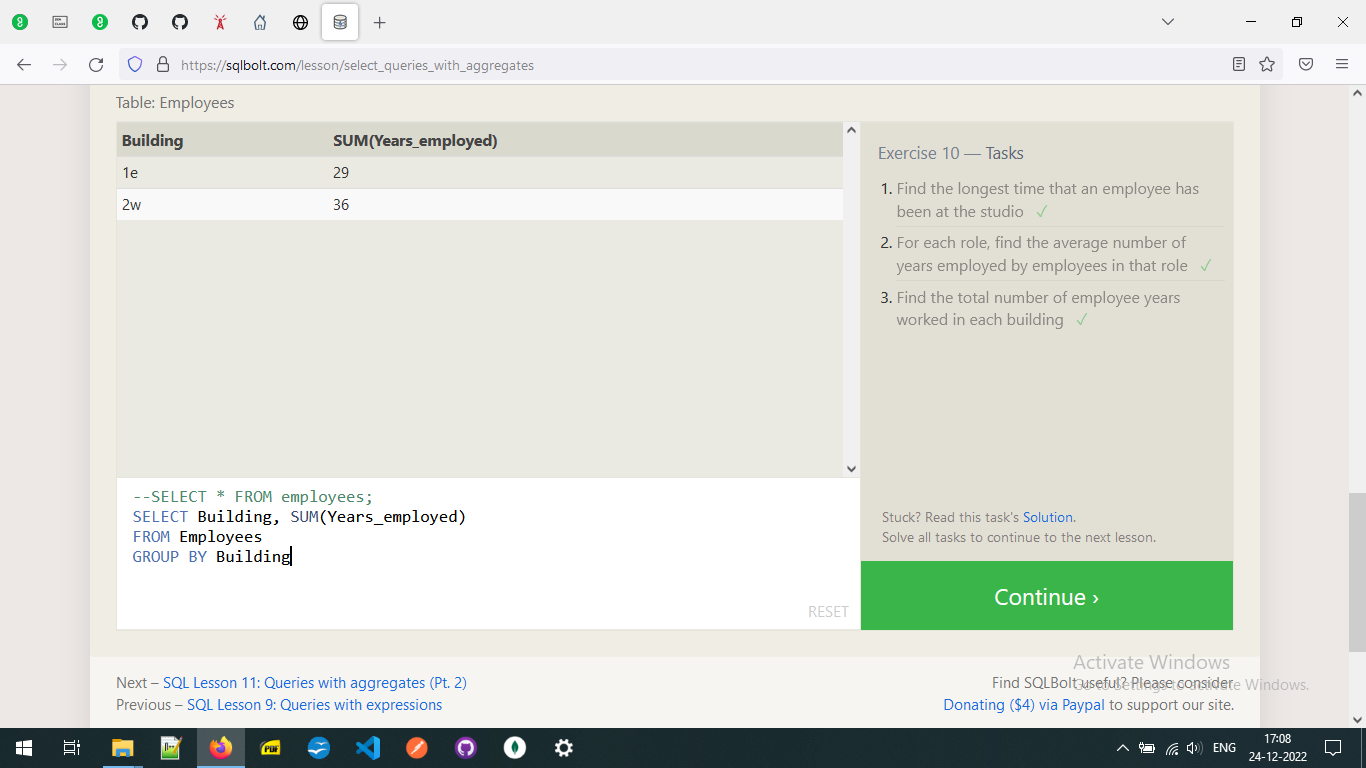 https://sqlbolt.com/lesson/select_queries_with_aggregates
Table: Employees
Building SUM(Years_employed)
1e 29
2w 36
Exercise 10 — Tasks
1. Find the longest time that an employee has
been at the studio ✓
2. For each role, find the average number of
years employed by employees in that role ✓
3. Find the total number of employee years
worked in each building ✓
--SELECT * FROM employees;
SELECT Building, SUM(Years_employed)
FROM Employees
GROUP BY Building
RESET
Stuck? Read this task's Solution.
Solve all tasks to continue to the next lesson.
Continue ›
Next – SQL Lesson 11: Queries with aggregates (Pt. 2)
Previous – SQL Lesson 9: Queries with expressions
Find SQLBolt useful? Please consider
Donating ($4) via Paypal to support our site.
Activate Windows
Go to Settings to activate Windows.
PDF
ENG
17:08
24-12-2022